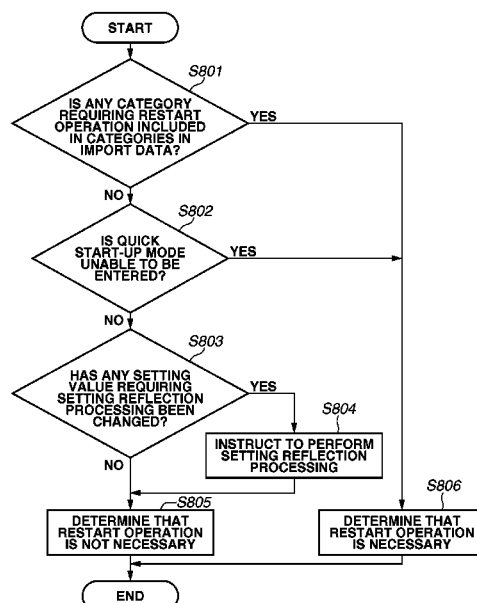 START
S801
IS ANY CATEGORY
REQUIRING RESTART
OPERATION INCLUDED
IN CATEGORIES IN
IMPORT DATA?
YES
NO
S802
IS QUICK
START-UP MODE
UNABLE TO BE
ENTERED?
YES
NO
S803
HAS ANY SETTING
VALUE REQUIRING
SETTING REFLECTION
PROCESSING BEEN
CHANGED?
YES
NO
S804
INSTRUCT TO PERFORM
SETTING REFLECTION
PROCESSING
S805
DETERMINE THAT
RESTART OPERATION
IS NOT NECESSARY
S806
DETERMINE THAT
RESTART OPERATION
IS NECESSARY
END